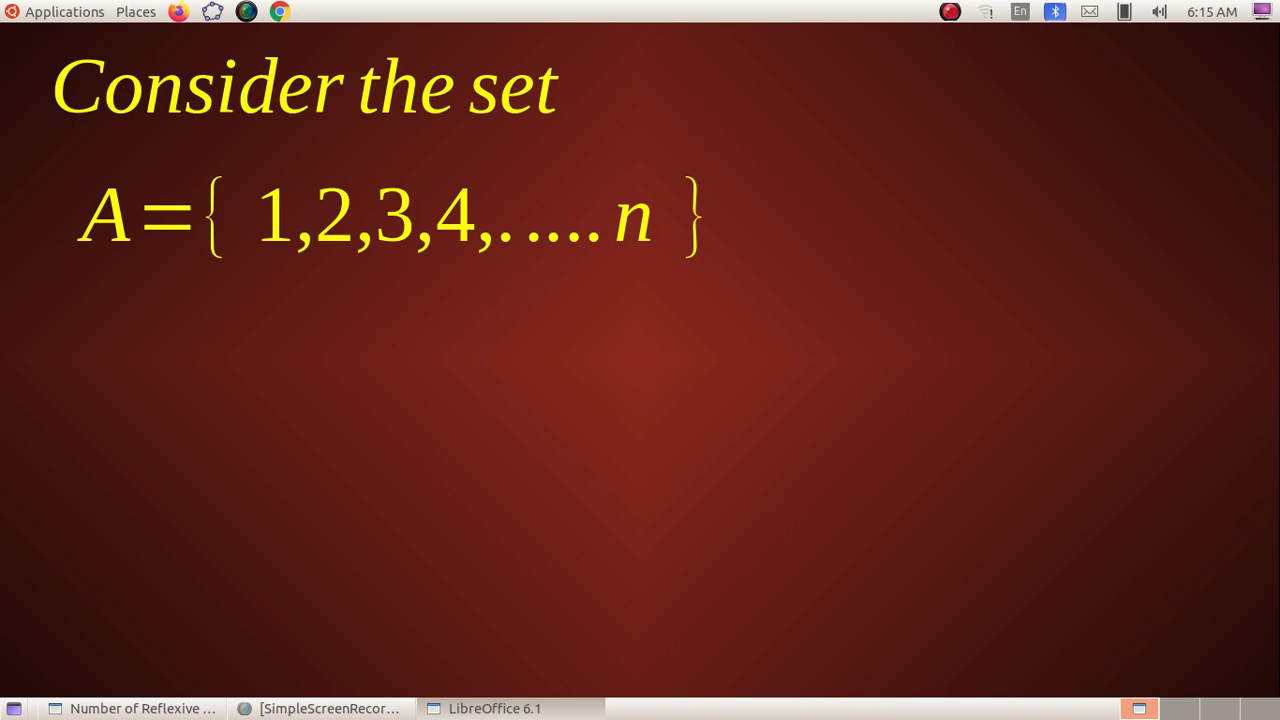 Applications Places En 6:15 AM
Consider the set
A={ 1,2,3,4,. .... n }
Number of Reflexive ... [SimpleScreenRecor... LibreOffice 6.1